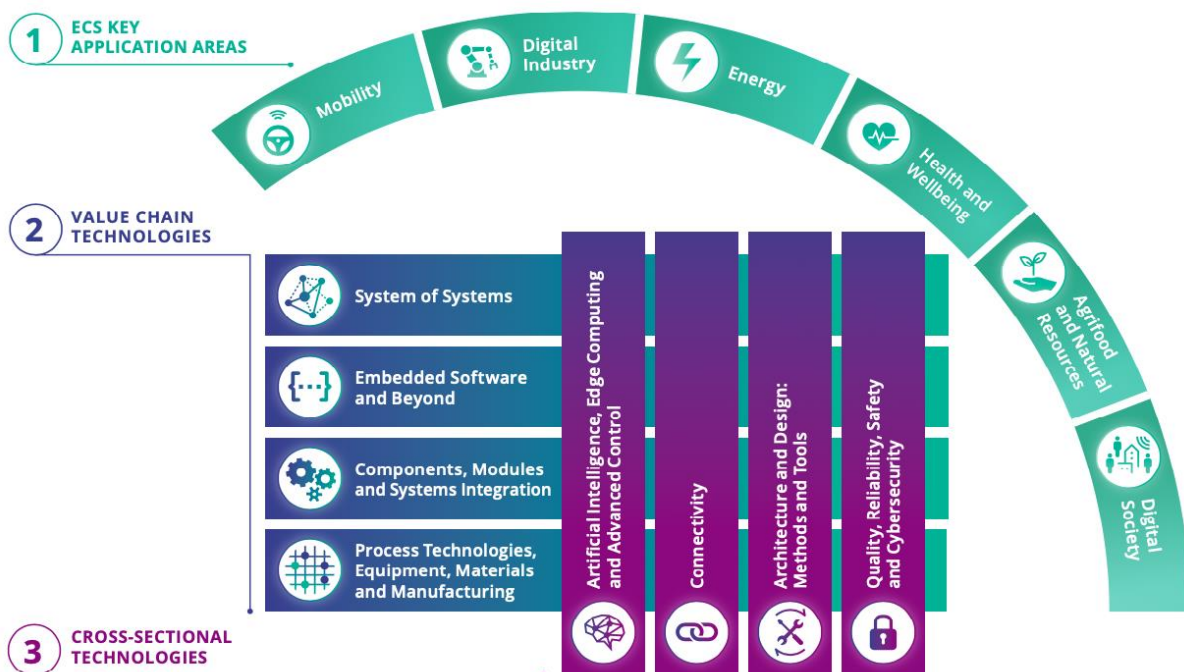 1
ECS KEY
APPLICATION AREAS
Mobility
Digital
Industry
Energy
Health and
Wellbeing
Agrifood
and Natural
Resources
Digital
Society
2
VALUE CHAIN
TECHNOLOGIES
System of Systems
{···}
Embedded Software
and Beyond
Components, Modules
and Systems Integration
Process Technologies,
Equipment, Materials
and Manufacturing
Artificial Intelligence, Edge Computing
and Advanced Control
Connectivity
Architecture and Design:
Methods and Tools
Quality, Reliability, Safety
and Cybersecurity
3
CROSS-SECTIONAL
TECHNOLOGIES